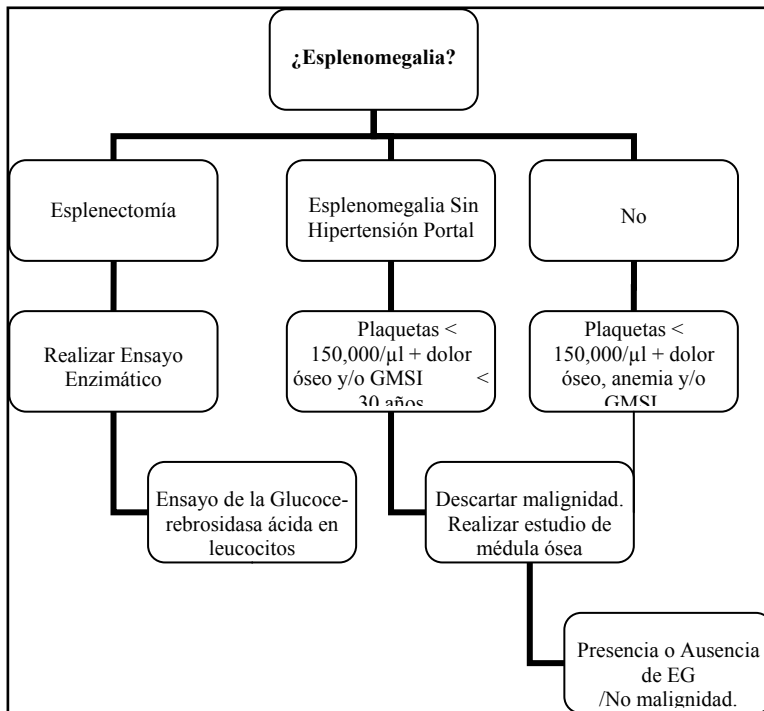 ¿Esplenomegalia?
Esplenectomía
Esplenomegalia Sin
Hipertensión Portal
No
Realizar Ensayo
Enzimático
Plaquetas <
150,000/µl + dolor
óseo y/o GMSI <
30 años
Plaquetas <
150,000/µl + dolor
óseo, anemia y/o
GMSI
Ensayo de la Glucoce-
rebrosidasa ácida en
leucocitos
Descartar malignidad.
Realizar estudio de
médula ósea
Presencia o Ausencia
de EG
/No malignidad.